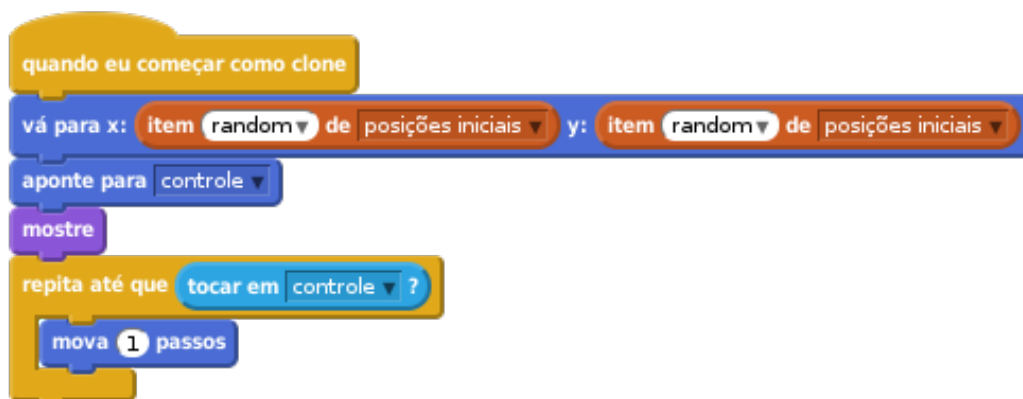 quando eu começar como clone
vá para x: item random de posições iniciais y: item random de posições iniciais
aponte para controle
mostre
repita até que tocar em controle ?
mova 1 passos